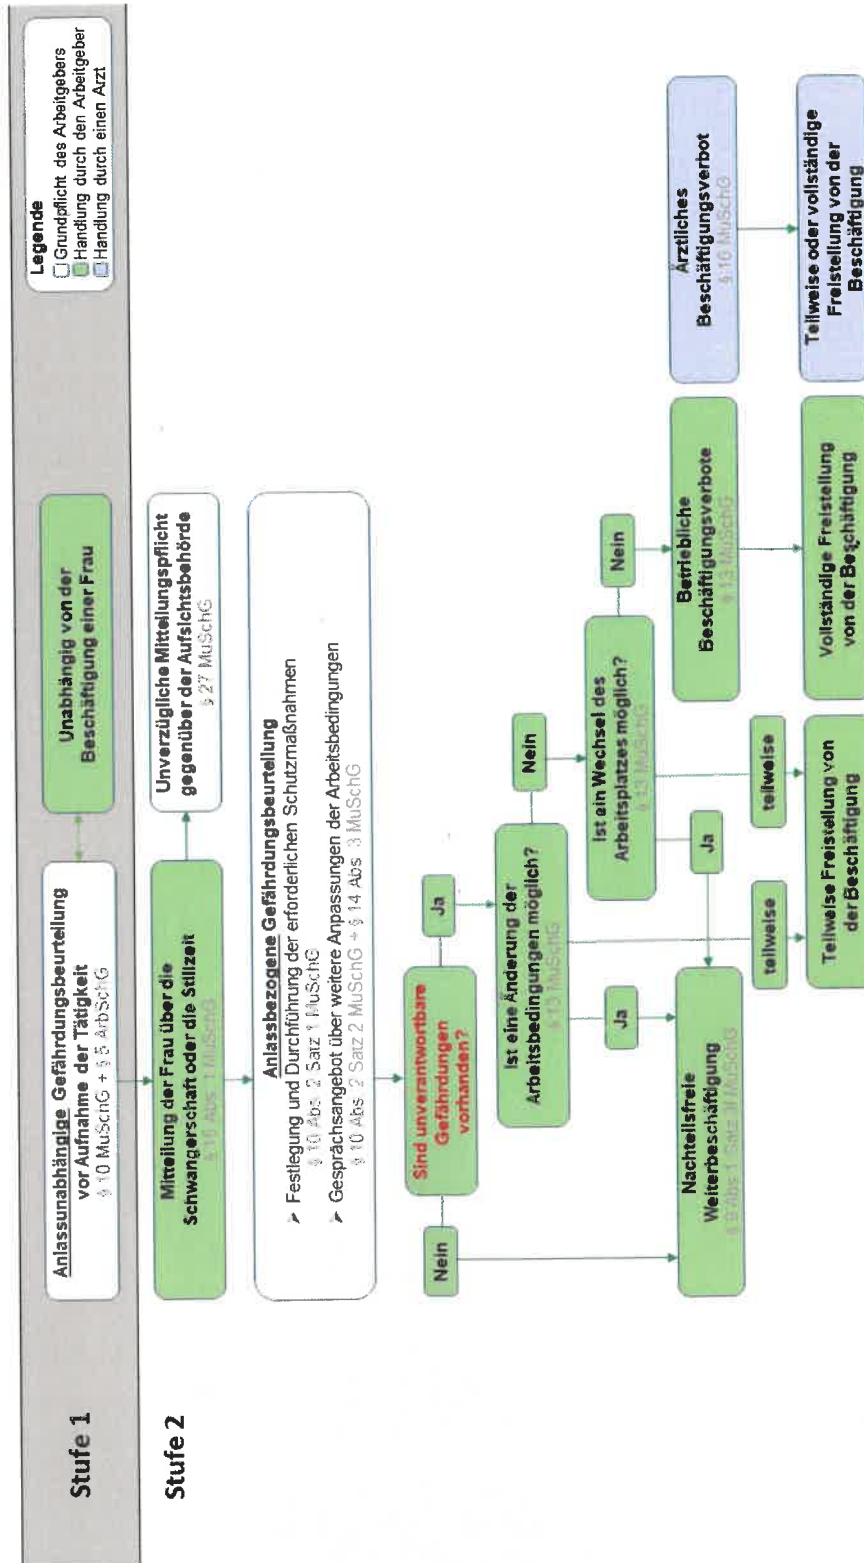 Stufe 1
Anlassunabhängige Gefährdungsbeurteilung
vor Aufnahme der Tätigkeit
§ 10 MuSchG + § 5 ArbSchG
Unabhängig von der
Beschäftigung einer Frau
Legende
Grundpflicht des Arbeitgebers
Handlung durch den Arbeitgeber
Handlung durch einen Arzt
Stufe 2
Mitteilung der Frau über die
Schwangerschaft oder die Stillzeit
§ 15 Abs. 1 MuSchG
Unverzügliche Mitteilungspflicht
gegenüber der Aufsichtsbehörde
§ 27 MuSchG
Anlassbezogene Gefährdungsbeurteilung
➤ Festlegung und Durchführung der erforderlichen Schutzmaßnahmen
§ 10 Abs. 2 Satz 1 MuSchG
➤ Gesprächsangebot über weitere Anpassungen der Arbeitsbedingungen
§ 10 Abs. 2 Satz 2 MuSchG + § 14 Abs. 3 MuSchG
Sind unverantwortbare
Gefährdungen
vorhanden?
Nein
Ja
Ist eine Änderung der
Arbeitsbedingungen möglich?
§ 13 MuSchG
Ja
Nein
Ist ein Wechsel des
Arbeitsplatzes möglich?
§ 13 MuSchG
Ja
Nein
Nachteilsfreie
Weiterbeschäftigung
§ 9 Abs. 1 Satz 3 MuSchG
Betriebliche
Beschäftigungsverbote
§ 13 MuSchG
Ärztliches
Beschäftigungsverbot
§ 16 MuSchG
teilweise
teilweise
Teilweise Freistellung von
der Beschäftigung
Vollständige Freistellung
von der Beschäftigung
Teilweise oder vollständige
Freistellung von der
Beschäftigung